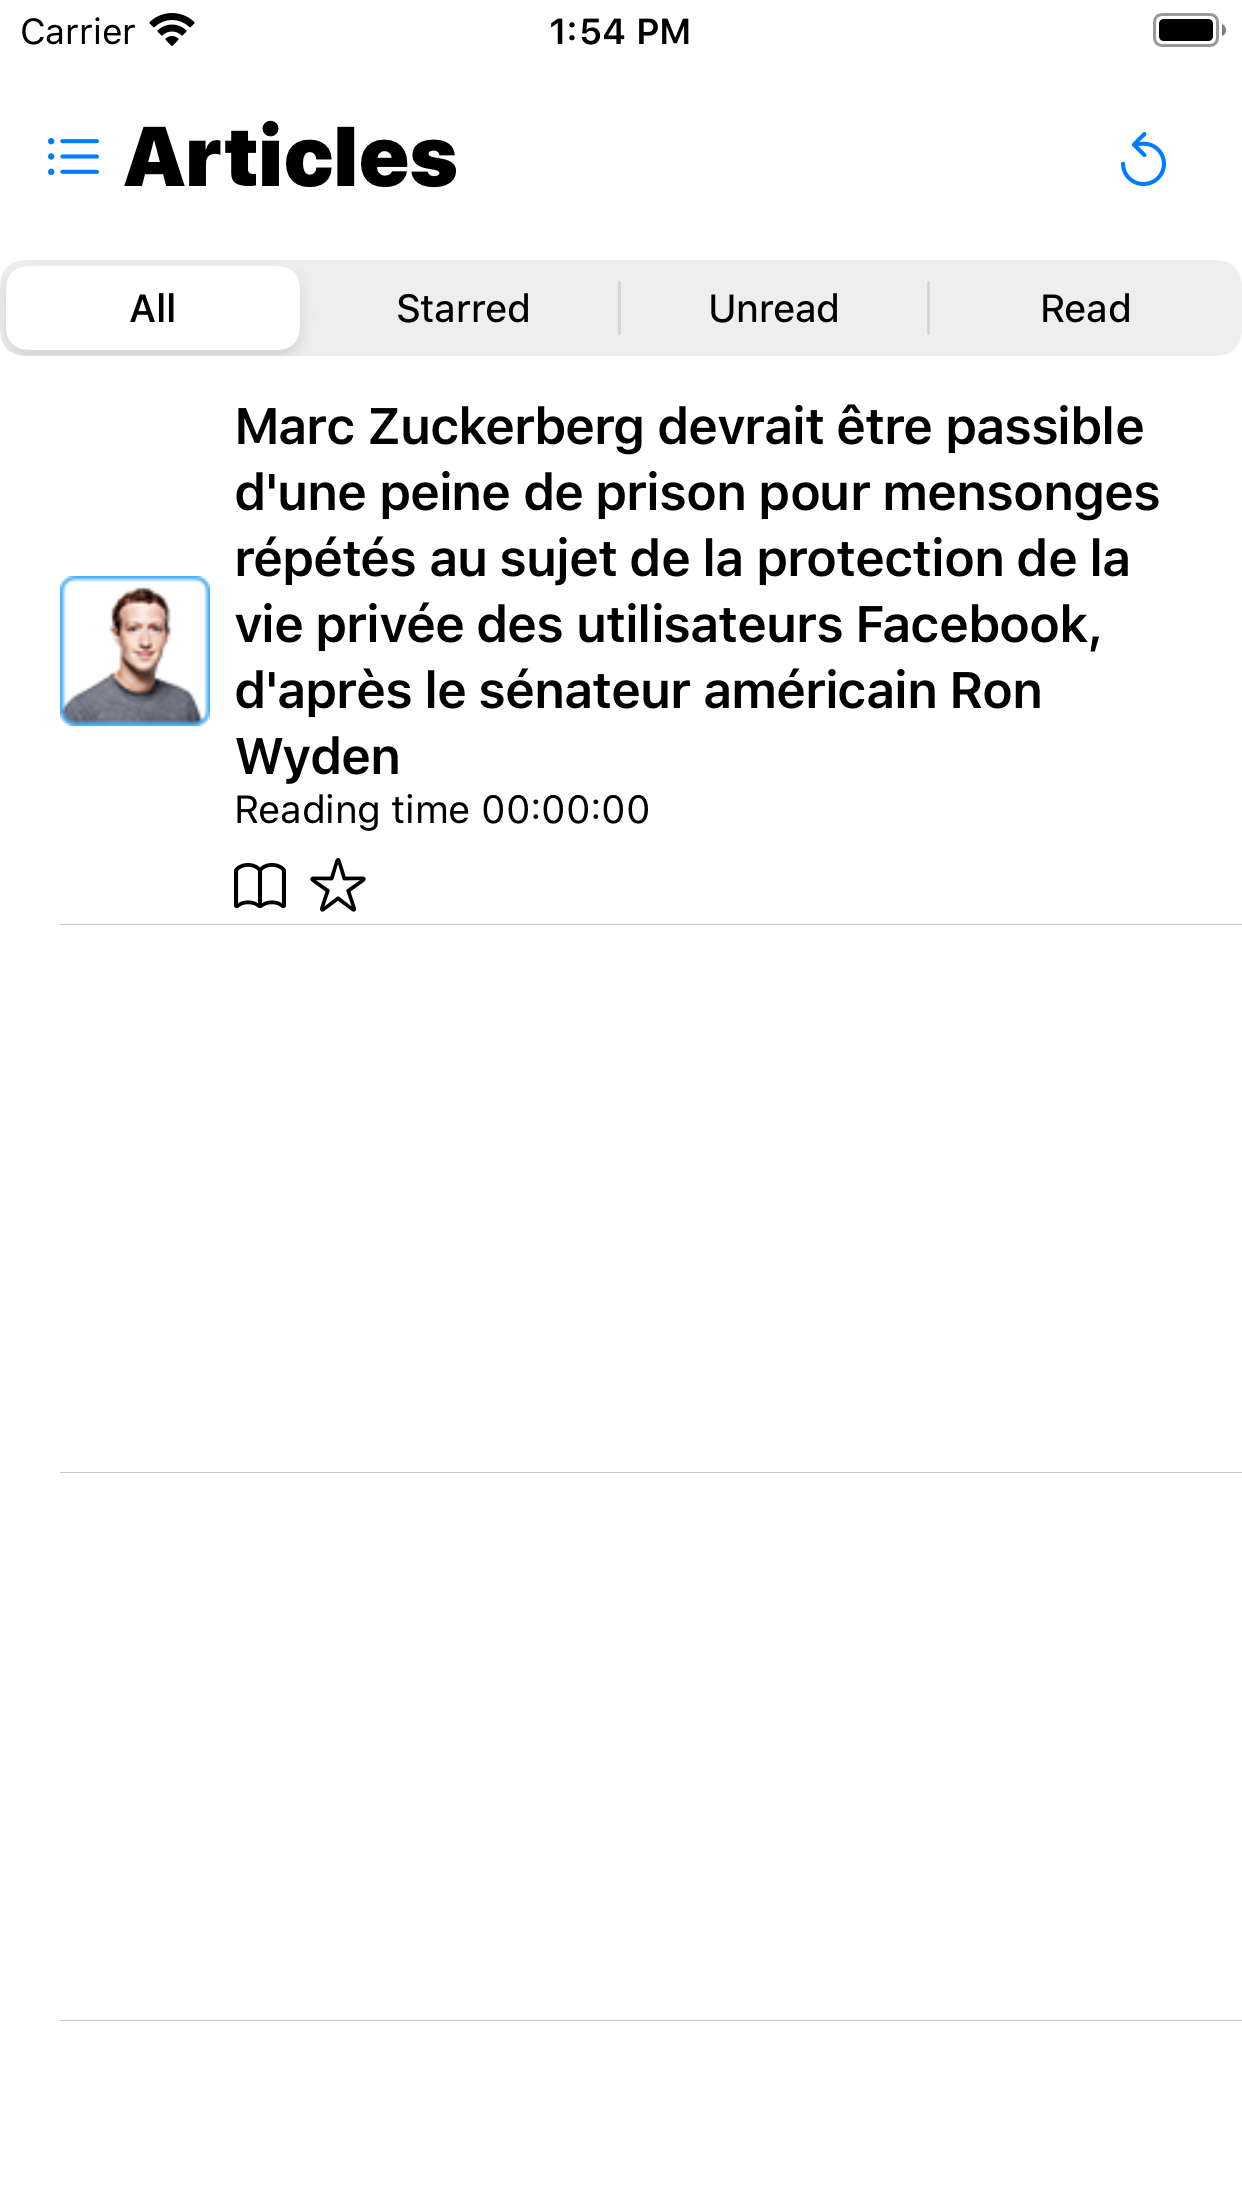 Carrier 1:54 PM
Articles
All Starred Unread Read
Marc Zuckerberg devrait être passible
d'une peine de prison pour mensonges
répétés au sujet de la protection de la
vie privée des utilisateurs Facebook,
d'après le sénateur américain Ron
Wyden
Reading time 00:00:00